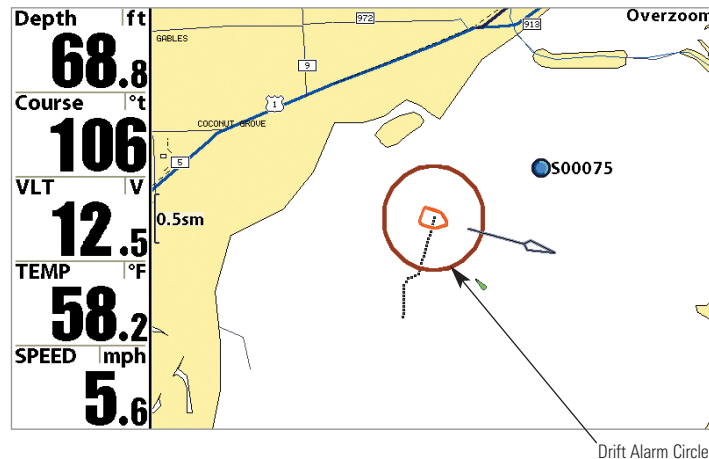 Depth ft
68.8
Course °t
106
VLT V
12.5
TEMP °F
58.2
SPEED mph
5.6
Overzoom
972
913
GABLES
9
1
COCONUT GROVE
5
S00075
0.5sm
Drift Alarm Circle